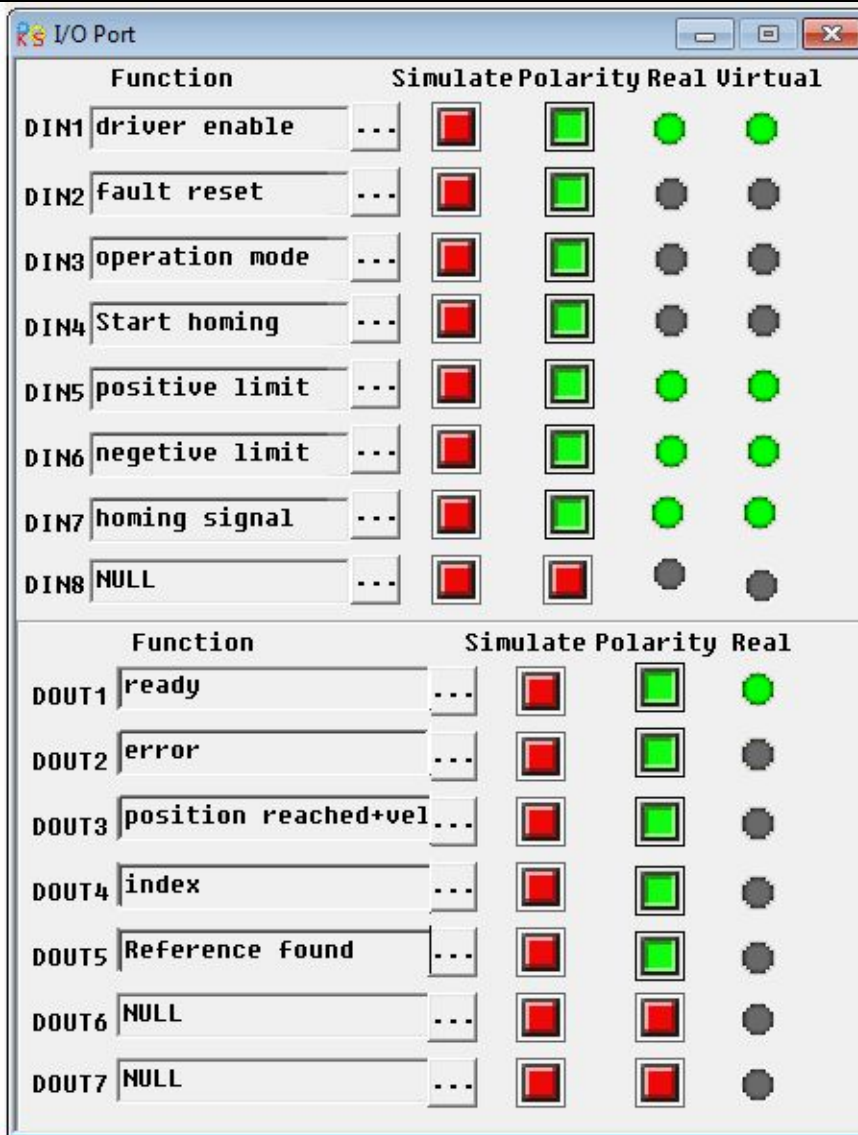 I/O Port
Function Simulate Polarity Real Virtual
DIN1 driver enable ...
DIN2 fault reset ...
DIN3 operation mode ...
DIN4 Start homing ...
DIN5 positive limit ...
DIN6 negetive limit ...
DIN7 homing signal ...
DIN8 NULL ...
Function Simulate Polarity Real
DOUT1 ready ...
DOUT2 error ...
DOUT3 position reached+vel ...
DOUT4 index ...
DOUT5 Reference found ...
DOUT6 NULL ...
DOUT7 NULL ...